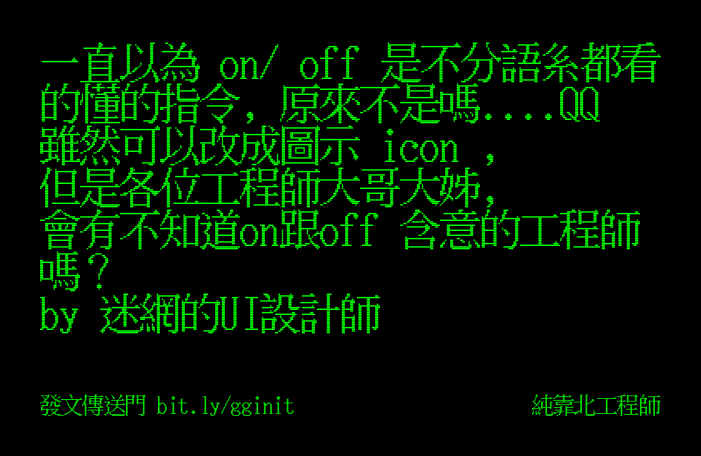 一直以為 on/ off 是不分語系都看
的懂的指令, 原來不是嗎....QQ
雖然可以改成圖示 icon ,
但是各位工程師大哥大姊,
會有不知道on跟off 含意的工程師
嗎？
by 迷網的UI設計師
發文傳送門 bit.ly/gginit
純靠北工程師